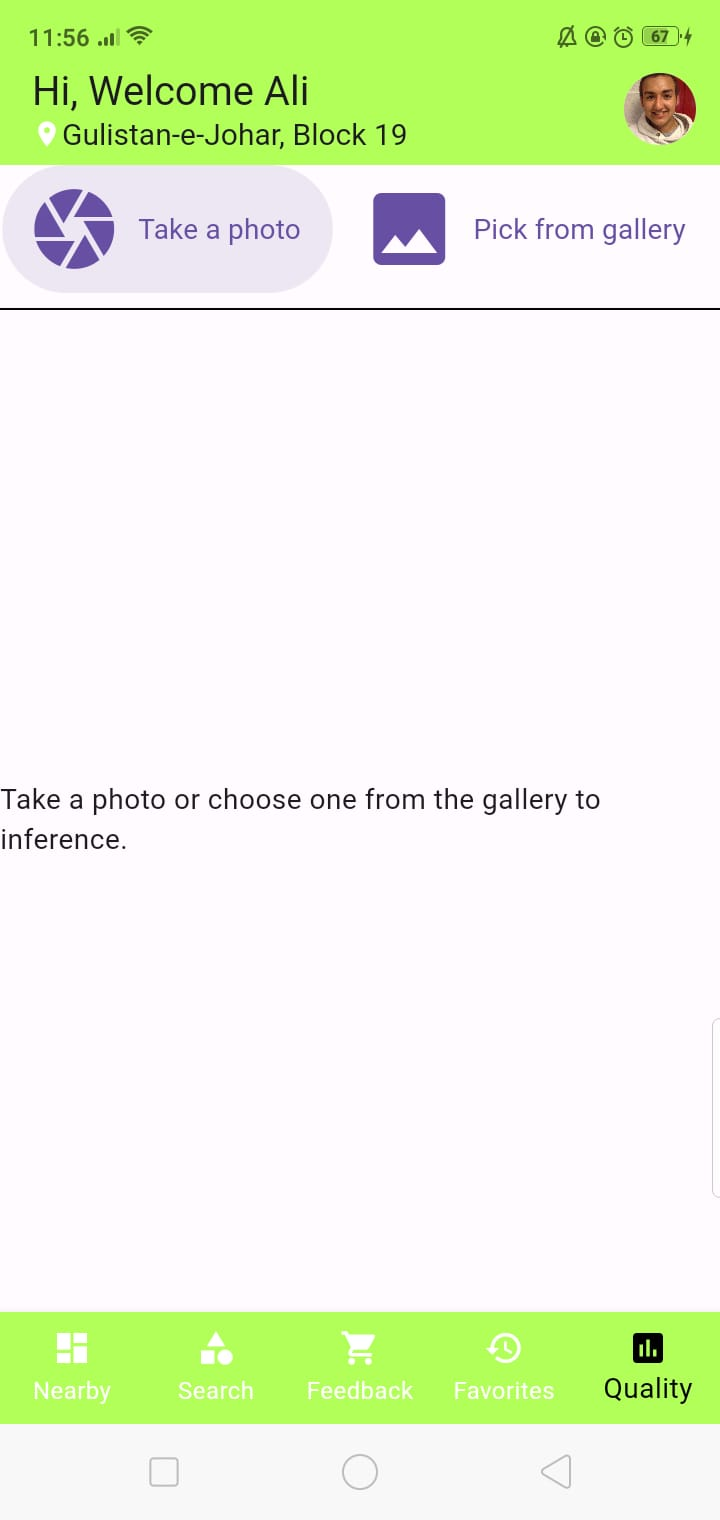 11:56
67
Hi, Welcome Ali
Gulistan-e-Johar, Block 19
Take a photo
Pick from gallery
Take a photo or choose one from the gallery to
inference.
Nearby
Search
Feedback
Favorites
Quality